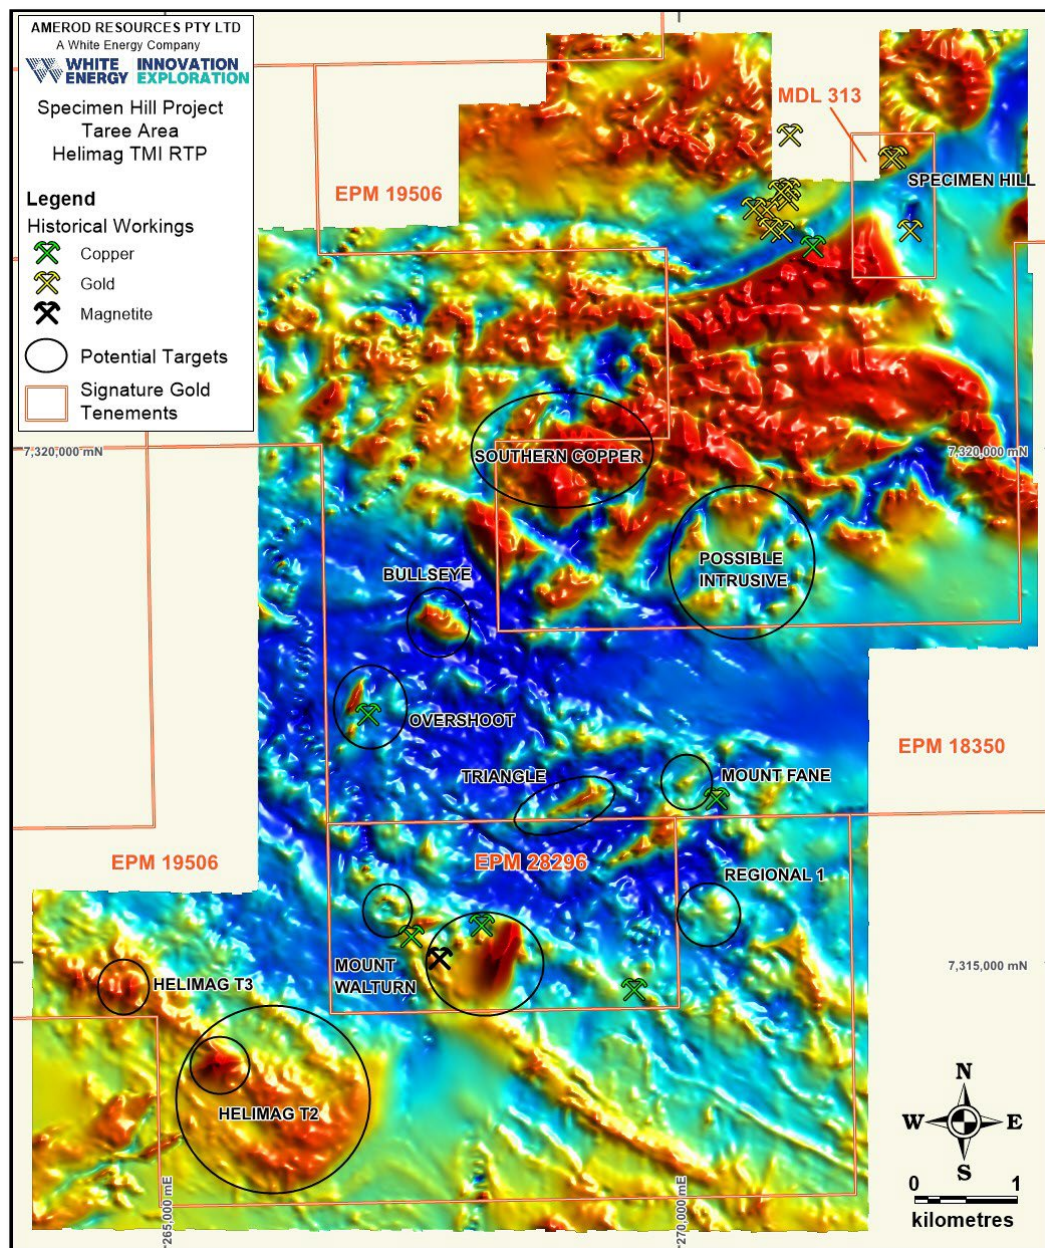 AMEROD RESOURCES PTY LTD
A White Energy Company
WHITE ENERGY
INNOVATION EXPLORATION
Specimen Hill Project
Taree Area
Helimag TMI RTP
Legend
Historical Workings
Copper
Gold
Magnetite
Potential Targets
Signature Gold
Tenements
MDL 313
EPM 19506
SPECIMEN HILL
7,320,000 mN
SOUTHERN COPPER
7,320,000 mN
POSSIBLE
INTRUSIVE
BULLSEYE
OVERSHOOT
EPM 18350
TRIANGLE
MOUNT FANE
EPM 19506
EPM 28296
REGIONAL 1
MOUNT
WALTURN
7,315,000 mN
HELIMAG T3
HELIMAG T2
N
W
E
S
0
1
kilometres
265,000 mE
270,000 mE